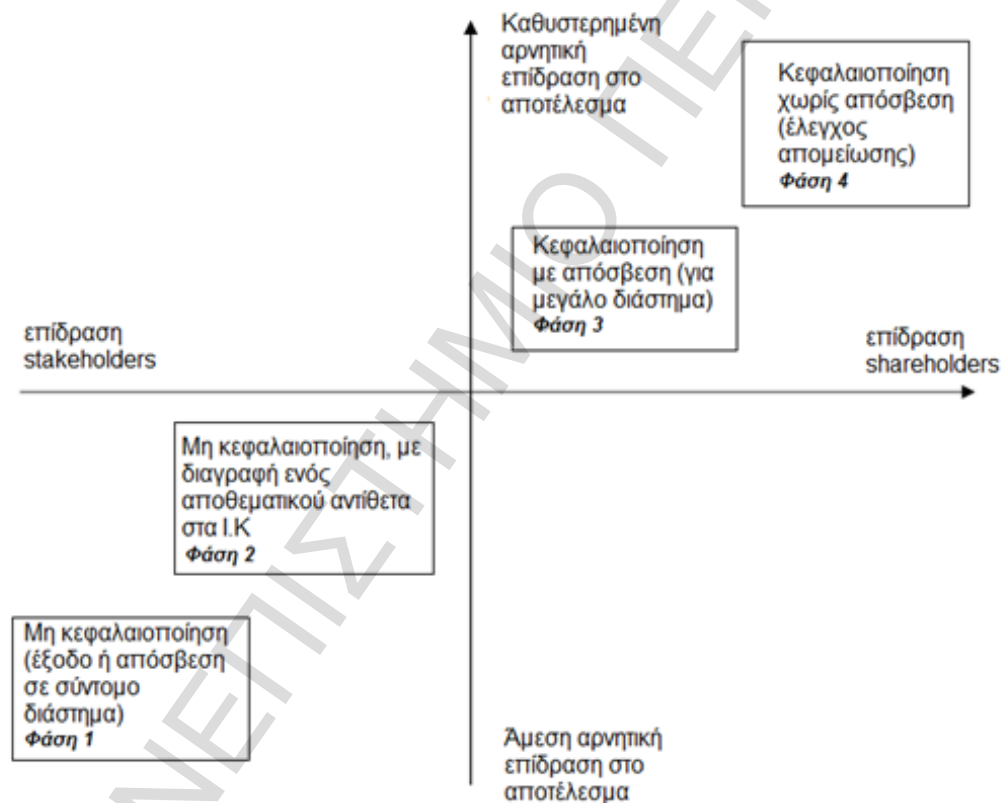 Καθυστερημένη
αρνητική
επίδραση στο
αποτέλεσμα
Κεφαλαιοποίηση
χωρίς απόσβεση
(έλεγχος
απομείωσης)
Φάση 4
Κεφαλαιοποίηση
με απόσβεση (για
μεγάλο διάστημα)
Φάση 3
επίδραση
stakeholders
επίδραση
shareholders
Μη κεφαλαιοποίηση, με
διαγραφή ενός
αποθεματικού αντίθετα
στα Ι.Κ
Φάση 2
Μη κεφαλαιοποίηση
(έξοδο ή απόσβεση
σε σύντομο
διάστημα)
Φάση 1
Άμεση αρνητική
επίδραση στο
αποτέλεσμα
ΝΕΠΙΣΤΗΜΙΟ ΠΕ